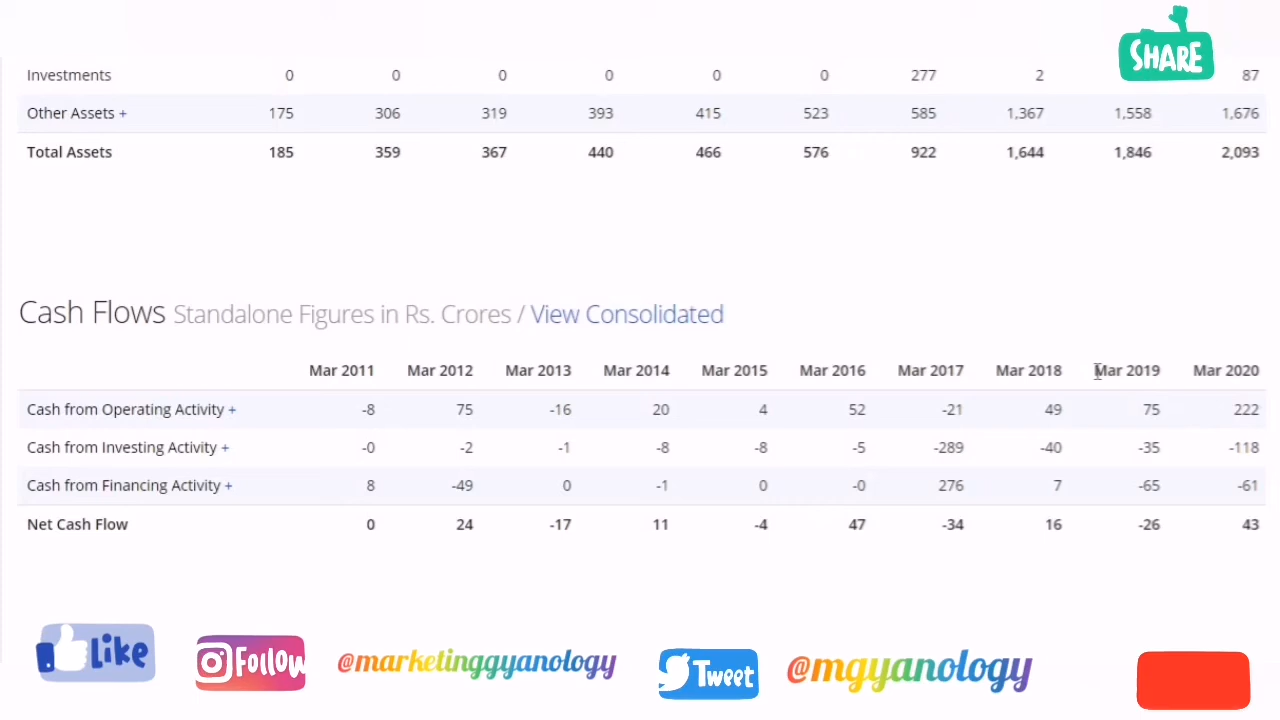 SHARE
Investments 0 0 0 0 0 0 277 2 87
Other Assets + 175 306 319 393 415 523 585 1,367 1,558 1,676
Total Assets 185 359 367 440 466 576 922 1,644 1,846 2,093
Cash Flows Standalone Figures in Rs. Crores / View Consolidated
Mar 2011 Mar 2012 Mar 2013 Mar 2014 Mar 2015 Mar 2016 Mar 2017 Mar 2018 Mar 2019 Mar 2020
Cash from Operating Activity + -8 75 -16 20 4 52 -21 49 75 222
Cash from Investing Activity + -0 -2 -1 -8 -8 -5 -289 -40 -35 -118
Cash from Financing Activity + 8 -49 0 -1 0 -0 276 7 -65 -61
Net Cash Flow 0 24 -17 11 -4 47 -34 16 -26 43
Like Follow @marketinggyanology Tweet @mgyanology